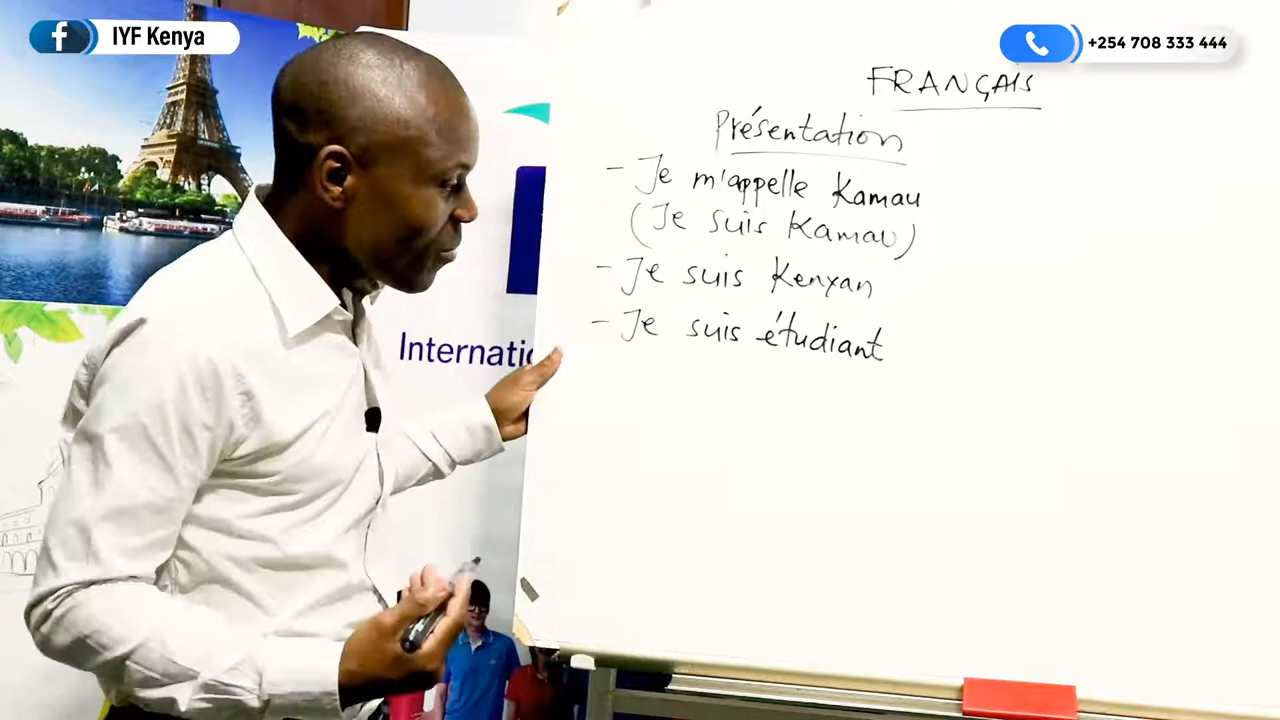 IYF Kenya
+254 708 333 444
FRANÇAIS
Présentation
- Je m'appelle Kamau
(Je suis Kamau)
- Je suis Kenyan
- Je suis étudiant
Internatio